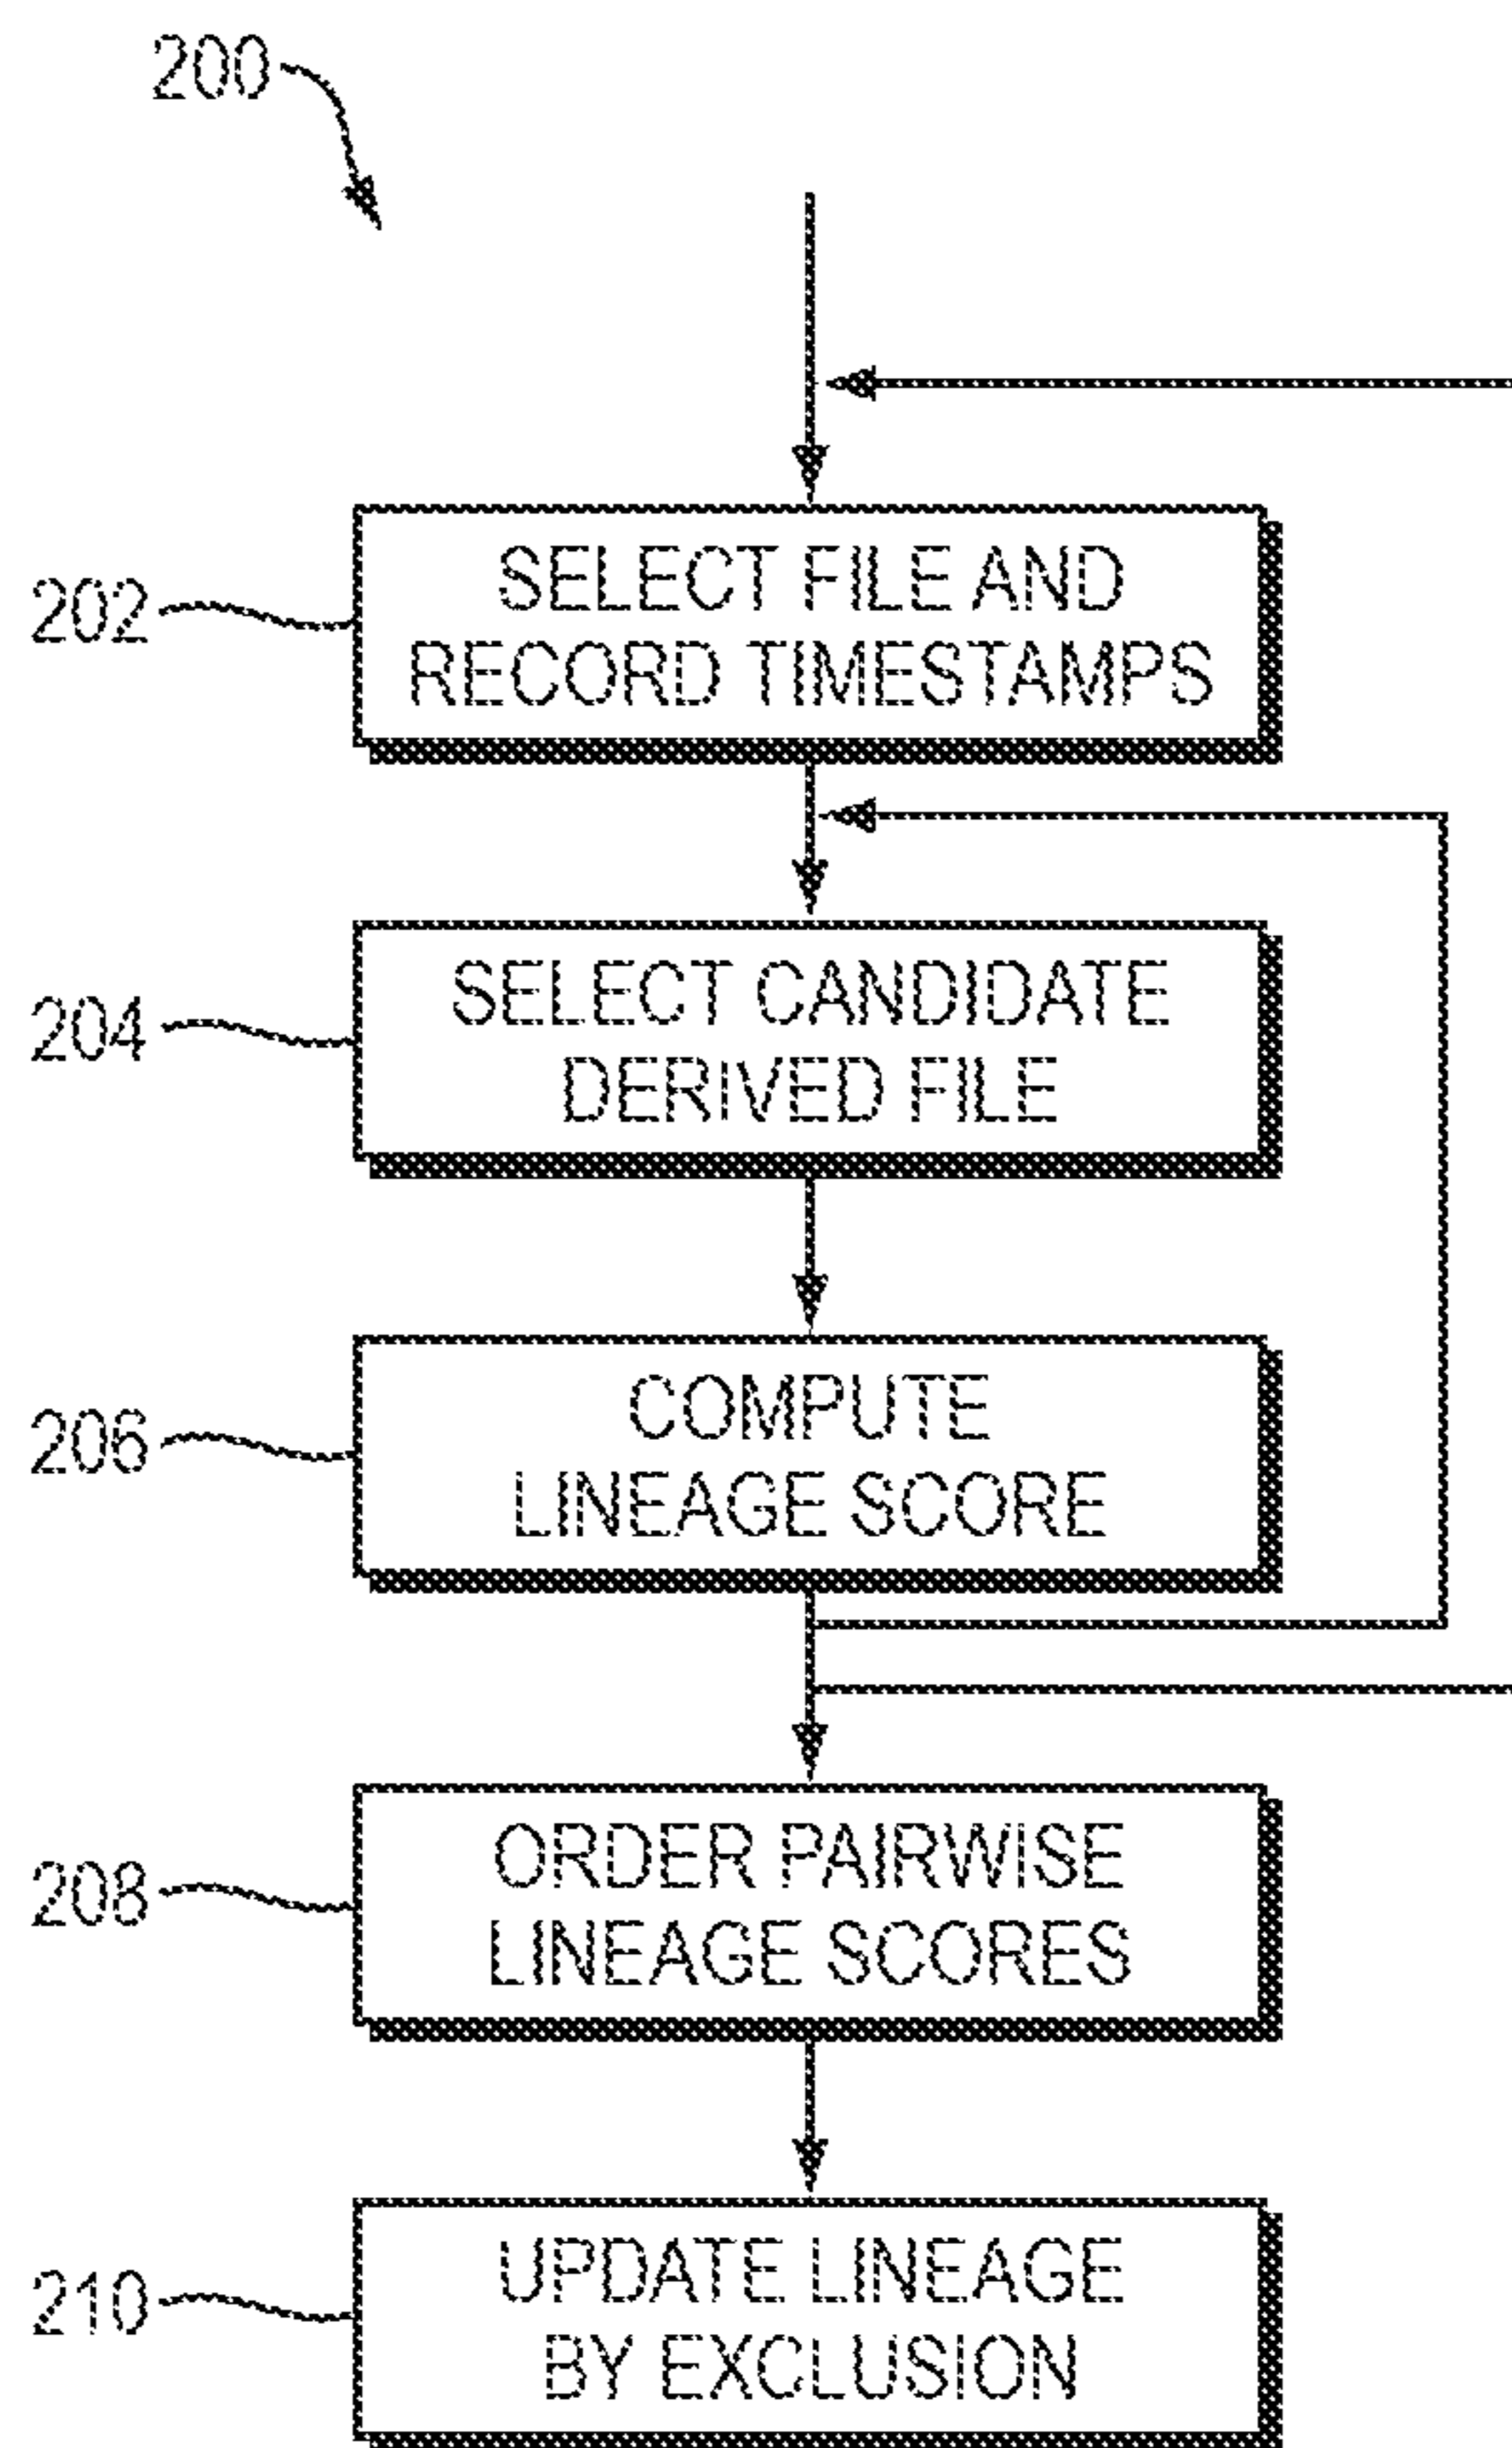 200
202
SELECT FILE AND
RECORD TIMESTAMPS
204
SELECT CANDIDATE
DERIVED FILE
206
COMPUTE
LINEAGE SCORE
208
ORDER PAIRWISE
LINEAGE SCORES
210
UPDATE LINEAGE
BY EXCLUSION